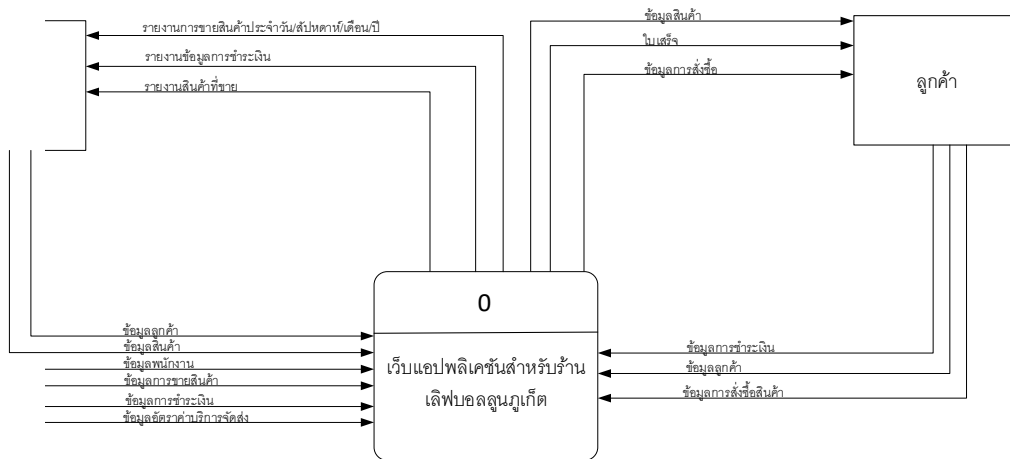 รายงานการขายสินค้าประจำวัน/สัปหดาห์/เดือน/ปี
รายงานข้อมูลการชำระเงิน
รายงานสินค้าที่ขาย
ข้อมูลสินค้า
ใบเสร็จ
ข้อมูลการสั่งซื้อ
ลูกค้า
0
เว็บแอปพลิเคชันสำหรับร้าน
เลิฟบอลลูนภูเก็ต
ข้อมูลลูกค้า
ข้อมูลสินค้า
ข้อมูลพนักงาน
ข้อมูลการขายสินค้า
ข้อมูลการชำระเงิน
ข้อมูลอัตราค่าบริการจัดส่ง
ข้อมูลการชำระเงิน
ข้อมูลลูกค้า
ข้อมูลการสั่งซื้อสินค้า